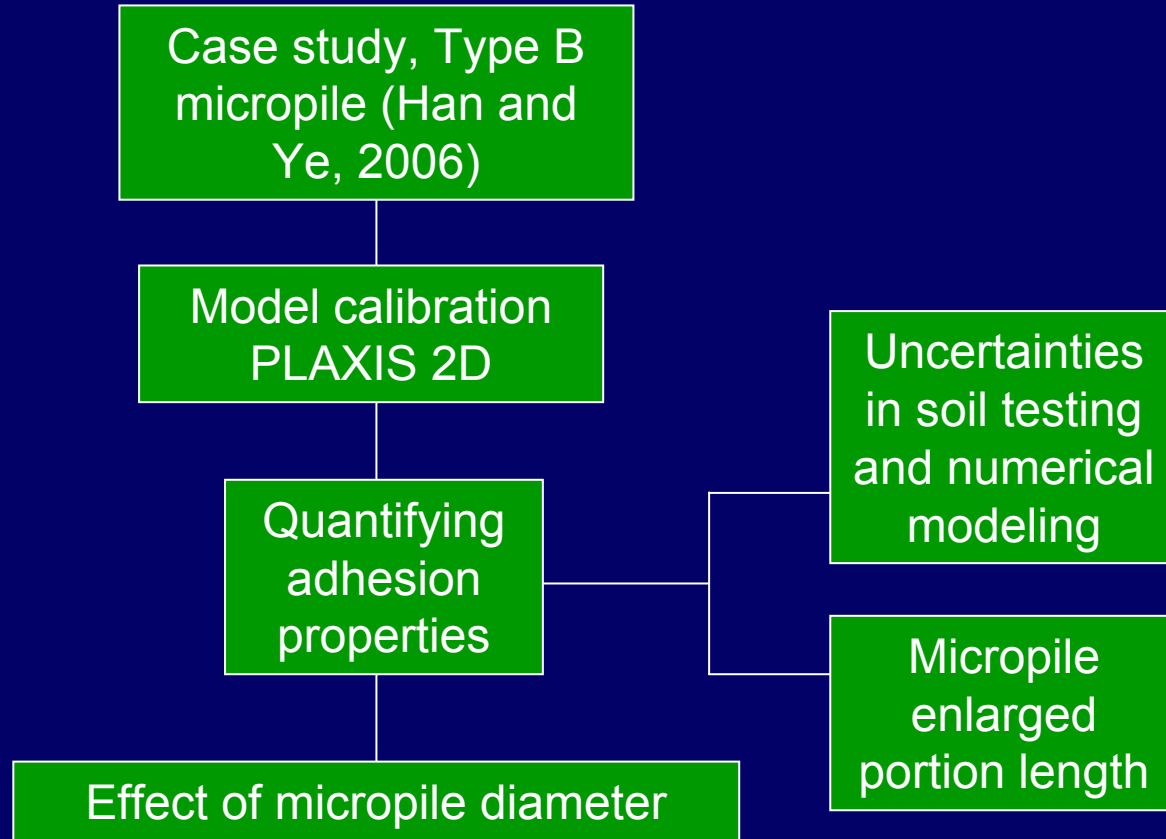 Case study, Type B
micropile (Han and
Ye, 2006)
Model calibration
PLAXIS 2D
Quantifying
adhesion
properties
Uncertainties
in soil testing
and numerical
modeling
Micropile
enlarged
portion length
Effect of micropile diameter